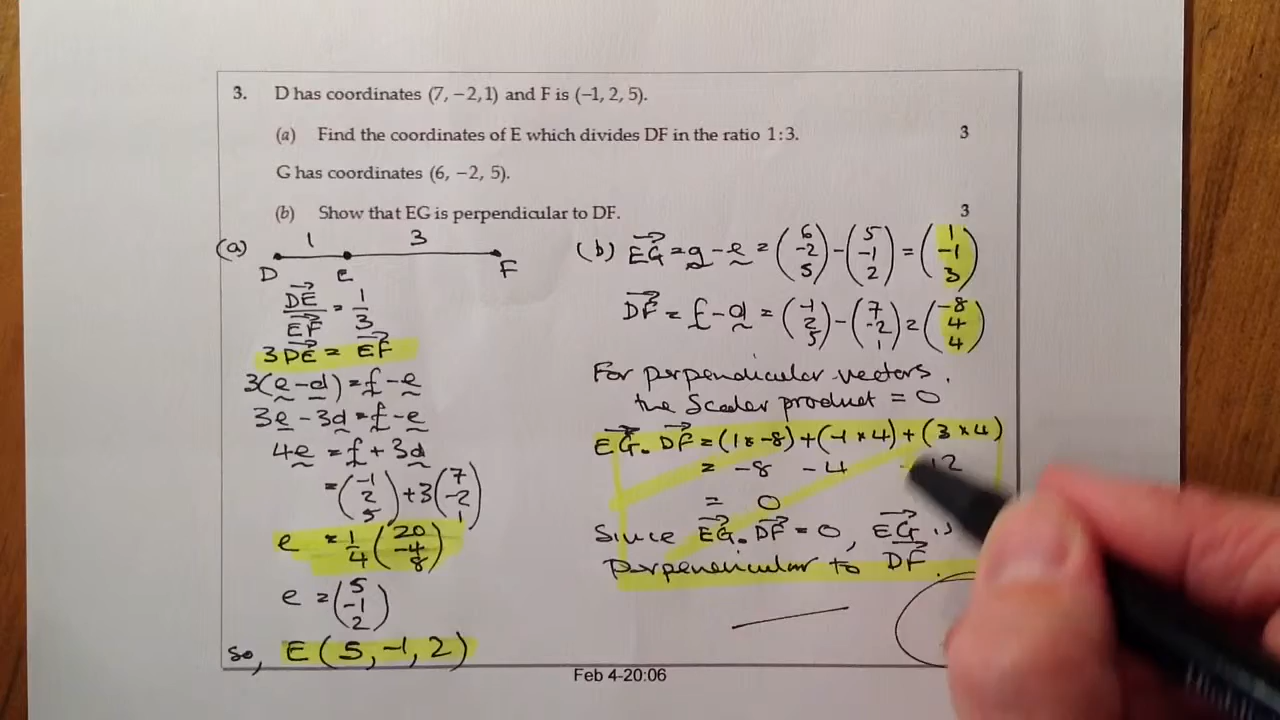 3. D has coordinates (7, −2, 1) and F is (−1, 2, 5).
(a) Find the coordinates of E which divides DF in the ratio 1 : 3. 3
G has coordinates (6, −2, 5).
(b) Show that EG is perpendicular to DF. 3
(a) 1 3
D e F
DE/EF = 1/3
3DE = EF
3(e - d) = f - e
3e - 3d = f - e
4e = f + 3d
= (-1 2 5) + 3(7 -2 1)
e = 1/4 (20 -4 8)
e = (5 -1 2)
so, E(5, -1, 2)
(b) EG = g - e = (6 -2 5) - (5 -1 2) = (1 -1 3)
DF = f - d = (-1 2 5) - (7 -2 1) = (-8 4 4)
For perpendicular vectors,
the Scaler product = 0
EG . DF = (1 × -8) + (-1 × 4) + (3 × 4)
= -8 - 4 12
= 0
Since EG . DF = 0, EG is
perpendicular to DF.
Feb 4-20:06